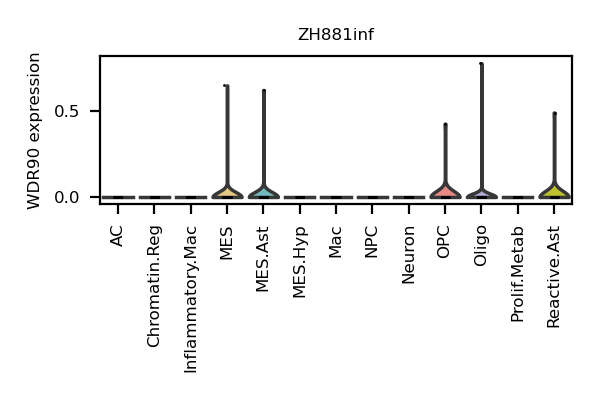 ZH881inf
WDR90 expression
0.5
0.0
AC
Chromatin.Reg
Inflammatory.Mac
MES
MES.Ast
MES.Hyp
Mac
NPC
Neuron
OPC
Oligo
Prolif.Metab
Reactive.Ast